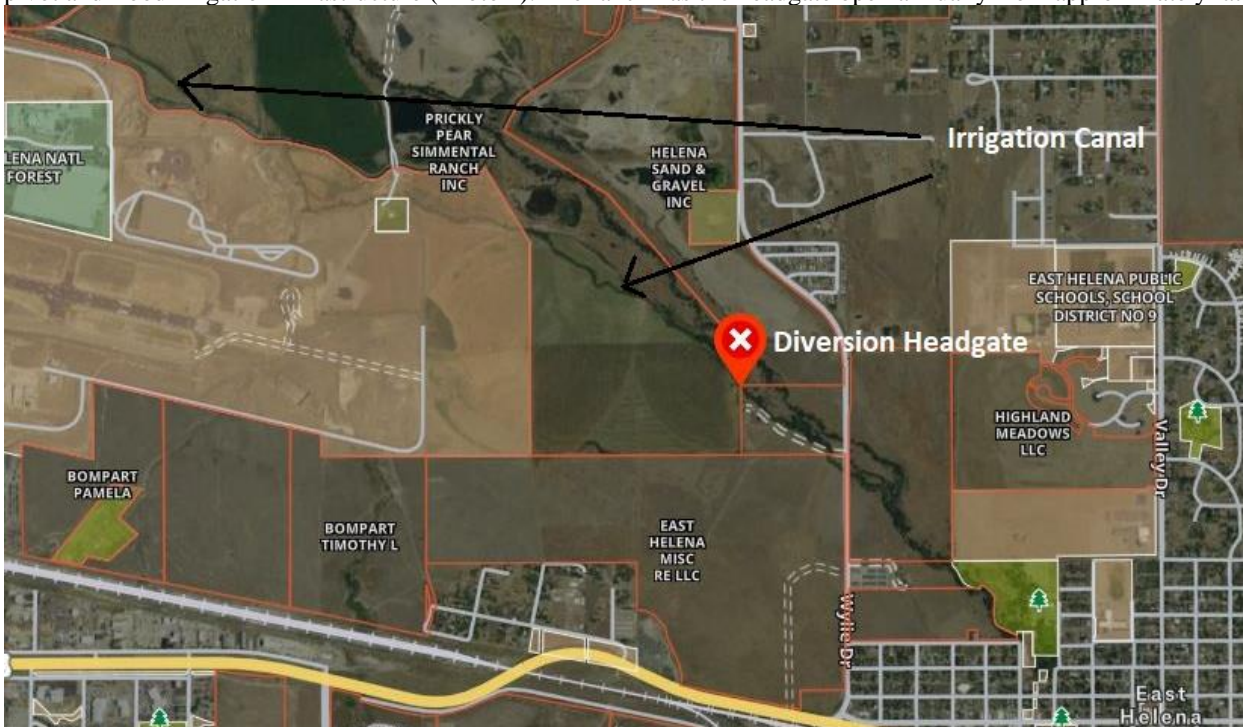 Irrigation Canal
PRICKLY
PEAR
SIMMENTAL
RANCH
INC
HELENA
SAND &
GRAVEL
INC
LENA NATL
FOREST
EAST HELENA PUBLIC
SCHOOLS, SCHOOL
DISTRICT NO 9
Diversion Headgate
HIGHLAND
MEADOWS
LLC
Valley Dr
BOMPART
PAMELA
BOMPART
TIMOTHY L
EAST
HELENA
MISC
RE LLC
Wylie Dr
East
Helena